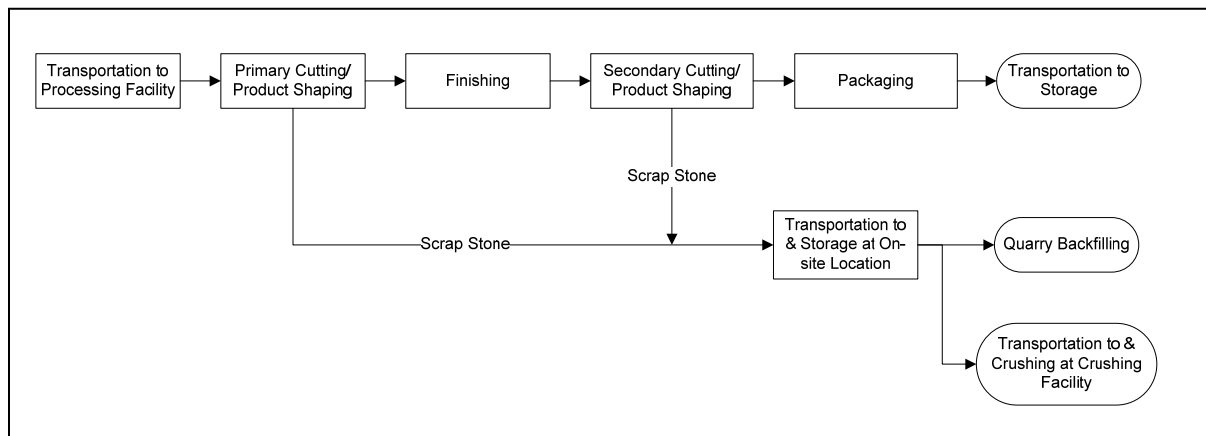 Transportation to
Processing Facility
Primary Cutting/
Product Shaping
Finishing
Secondary Cutting/
Product Shaping
Packaging
Transportation to
Storage
Scrap Stone
Scrap Stone
Transportation to
& Storage at On-
site Location
Quarry Backfilling
Transportation to &
Crushing at Crushing
Facility